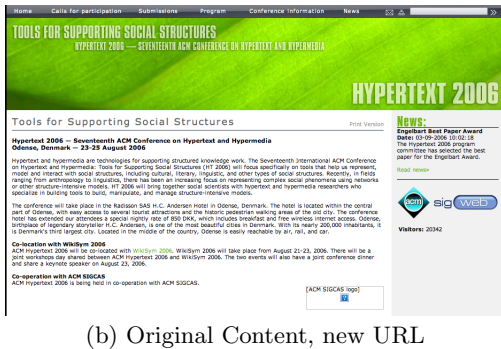 Home Calls for participation Submissions Program Conference Information News
TOOLS FOR SUPPORTING SOCIAL STRUCTURES
HYPERTEXT 2006 — SEVENTEENTH ACM CONFERENCE ON HYPERTEXT AND HYPERMEDIA
HYPERTEXT 2006
Tools for Supporting Social Structures
Print Version
Hypertext 2006 — Seventeenth ACM Conference on Hypertext and Hypermedia
Odense, Denmark — 23-25 August 2006
Hypertext and hypermedia are technologies for supporting structured knowledge work. The Seventeenth International ACM Conference
on Hypertext and Hypermedia: Tools for Supporting Social Structures (HT 2006) will focus specifically on tools that help us represent,
model and interact with social structures, including cultural, literary, linguistic, and other types of social structures. Recently, in fields
ranging from anthropology to linguistics, there has been an increasing focus on representing complex social phenomena using networks
or other structure-intensive models. HT 2006 will bring together social scientists with hypertext and hypermedia researchers who
specialize in building tools to build, manipulate, and manage structure-intensive models.
The conference will take place in the Radisson SAS H.C. Andersen Hotel in Odense, Denmark. The hotel is located within the central
part of Odense, with easy access to several tourist attractions and the historic pedestrian walking areas of the old city. The conference
hotel has extended our attendees a special nightly rate of 850 DKK, which includes breakfast and free wireless internet access. Odense,
birthplace of legendary storyteller H.C. Andersen, is one of the most beautiful cities in Denmark. With its nearly 200,000 inhabitants, it
is Denmark's third largest city. Located in the middle of the country, Odense is easily reachable by air, rail, and car.
Co-location with WikiSym 2006
ACM Hypertext 2006 will be co-located with WikiSym 2006. WikiSym 2006 will take place from August 21-23, 2006. There will be a
joint workshops day shared between ACM Hypertext 2006 and WikiSym 2006. The two events will also have a joint conference dinner
and share a keynote speaker on August 23, 2006.
Co-operation with ACM SIGCAS
ACM Hypertext 2006 is being held in co-operation with ACM SIGCAS.
[ACM SIGCAS logo]
?
News:
Engelbart Best Paper Award
Date: 03-09-2006 10:02:18
The Hypertext 2006 program
committee has selected the best
paper for the Engelbart Award.
Read news»
acm sig web
Visitors: 20342
(b) Original Content, new URL